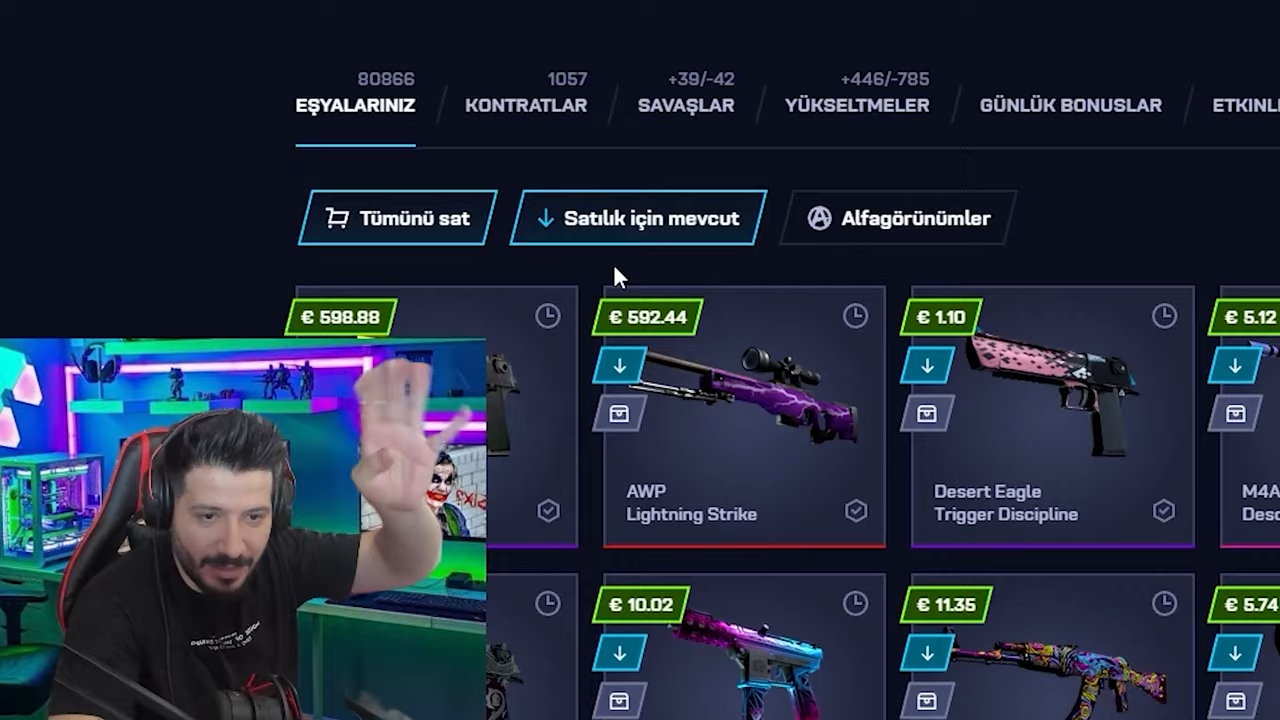 80866
1057
+39/-42
+446/-785
EŞYALARINIZ
KONTRATLAR
SAVAŞLAR
YÜKSELTMELER
GÜNLÜK BONUSLAR
Tümünü sat
Satılık için mevcut
Alfagörünümler
€ 598.88
€ 592.44
€ 1.10
€ 5.12
AWP
Lightning Strike
Desert Eagle
Trigger Discipline
M4A
€ 10.02
€ 11.35
€ 5.74